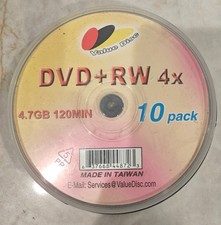 Value Disc
DVD+RW 4x
4.7GB 120MIN
10 pack
MADE IN TAIWAN
E-Mail: Services@ValueDisc.com